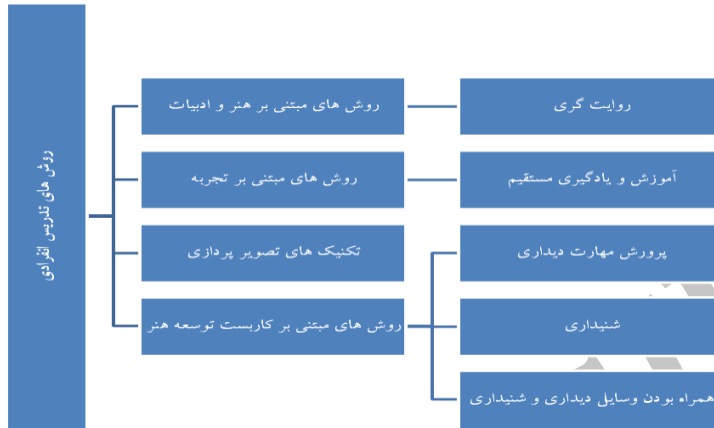 روش های تدریس انفرادی
روش های مبتنی بر هنر و ادبیات
روایت گری
روش های مبتنی بر تجربه
آموزش و یادگیری مستقیم
تکنیک های تصویر پردازی
روش های مبتنی بر کاربست توسعه هنر
پرورش مهارت دیداری
شنیداری
همراه بودن وسایل دیداری و شنیداری